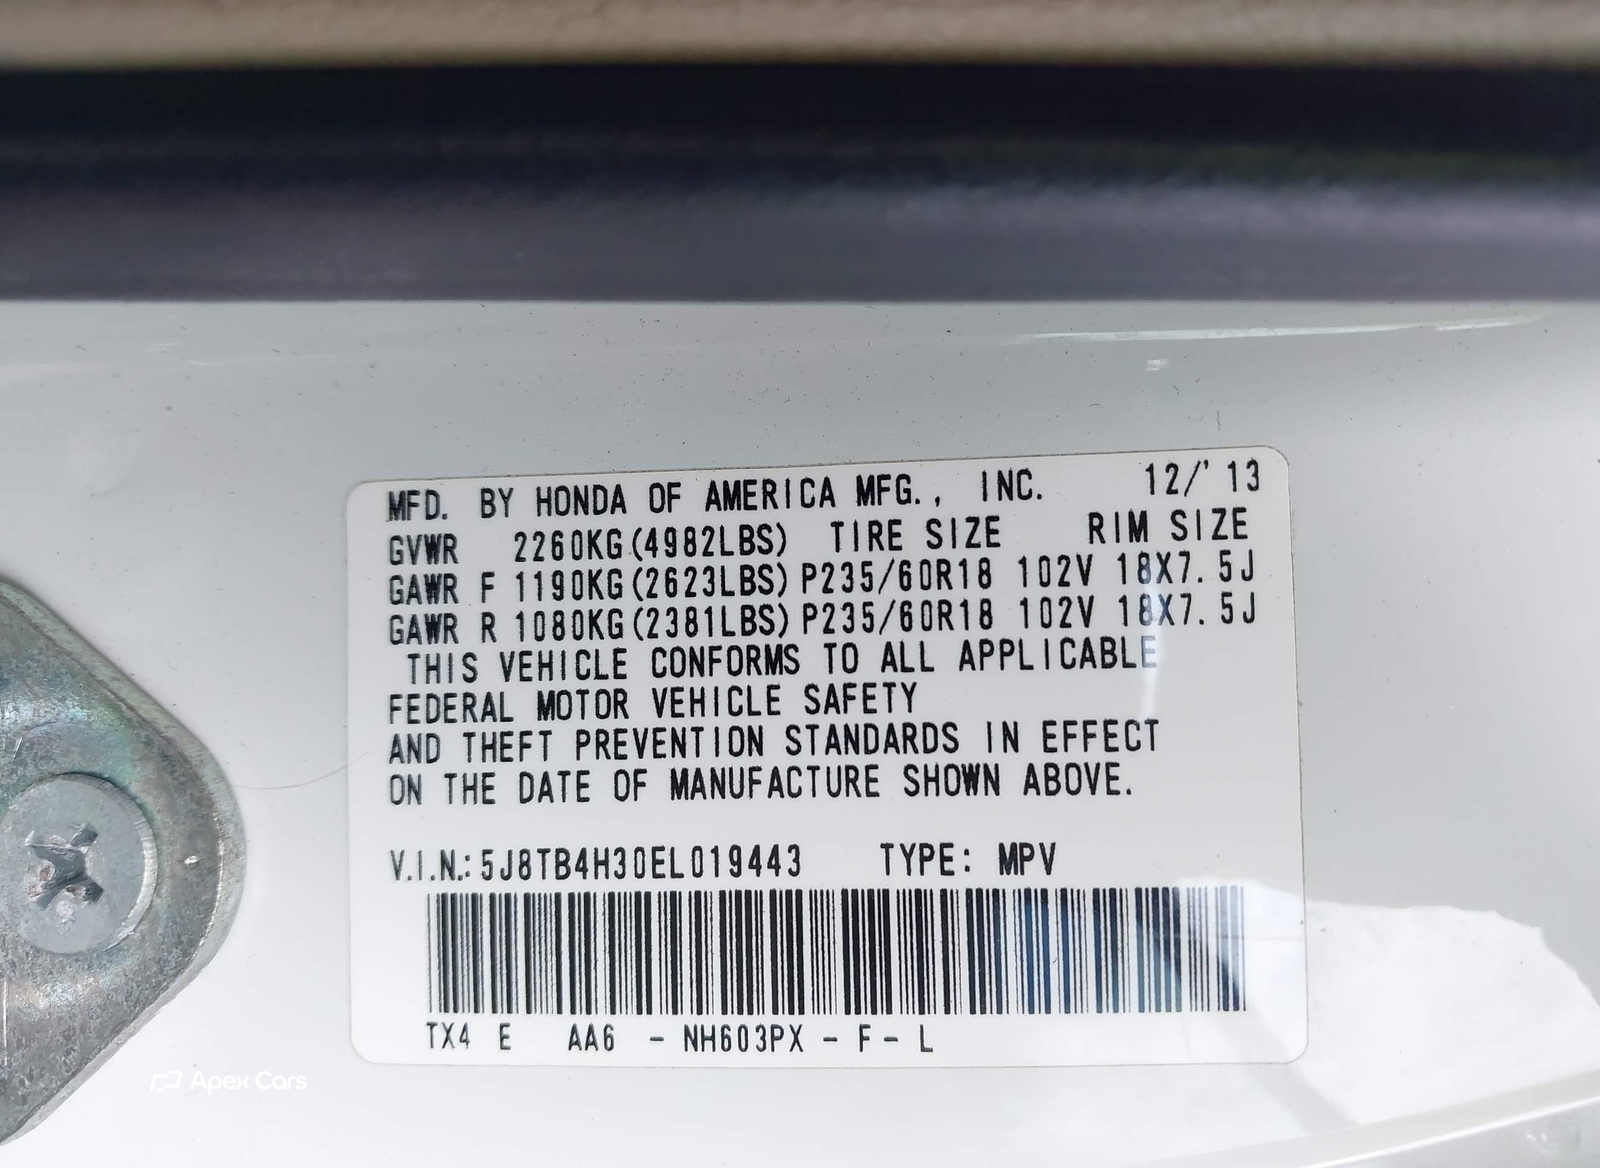 MFD. BY HONDA OF AMERICA MFG., INC. 12/'13
GVWR 2260KG(4982LBS) TIRE SIZE RIM SIZE
GAWR F 1190KG(2623LBS) P235/60R18 102V 18X7.5J
GAWR R 1080KG(2381LBS) P235/60R18 102V 18X7.5J
THIS VEHICLE CONFORMS TO ALL APPLICABLE
FEDERAL MOTOR VEHICLE SAFETY
AND THEFT PREVENTION STANDARDS IN EFFECT
ON THE DATE OF MANUFACTURE SHOWN ABOVE.
V.I.N.: 5J8TB4H30EL019443 TYPE: MPV
TX4 E AA6 - NH603PX - F - L
Apex Cars